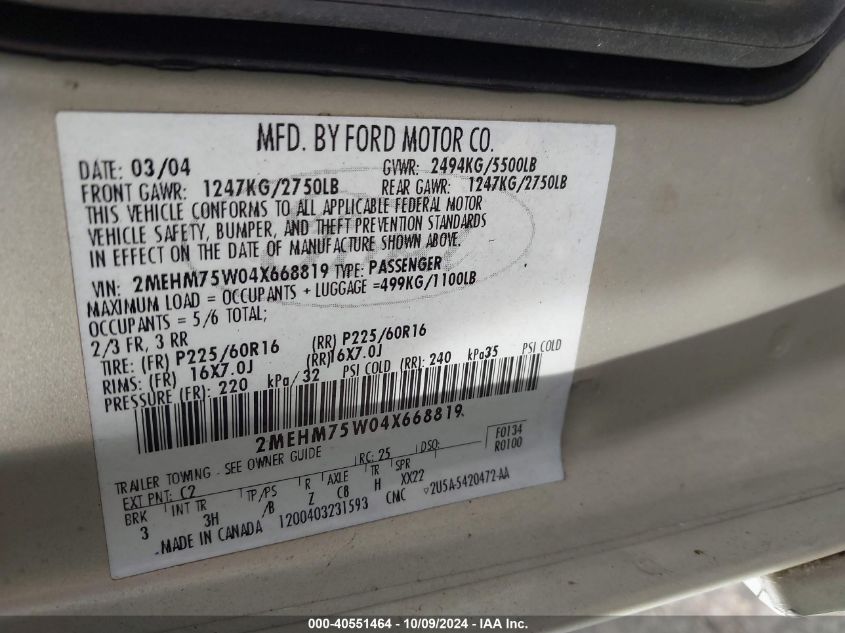 MFD. BY FORD MOTOR CO.
DATE: 03/04 GVWR: 2494KG/5500LB
FRONT GAWR: 1247KG/2750LB REAR GAWR: 1247KG/2750LB
THIS VEHICLE CONFORMS TO ALL APPLICABLE FEDERAL MOTOR
VEHICLE SAFETY, BUMPER, AND THEFT PREVENTION STANDARDS
IN EFFECT ON THE DATE OF MANUFACTURE SHOWN ABOVE.
VIN: 2MEHM75W04X668819 TYPE: PASSENGER
MAXIMUM LOAD = OCCUPANTS + LUGGAGE =499KG/1100LB
OCCUPANTS = 5/6 TOTAL;
2/3 FR, 3 RR
TIRE: (FR) P225/60R16 (RR) P225/60R16
RIMS: (FR) 16X7.0J (RR)16X7.0J
PRESSURE (FR): 220 kPa/32 PSI COLD (RR): 240 kPa35 PSI COLD
2MEHM75W04X668819
F0134
R0100
TRAILER TOWING - SEE OWNER GUIDE RC: 25 DSO:
EXT PNT: C2
BRK INT TR TP/PS R AXLE TR SPR
3 3H /B Z C8 H XX22
MADE IN CANADA 1200403231593 CMC ▽2U5A-5420472-AA
000-40551464 - 10/09/2024 - IAA Inc.